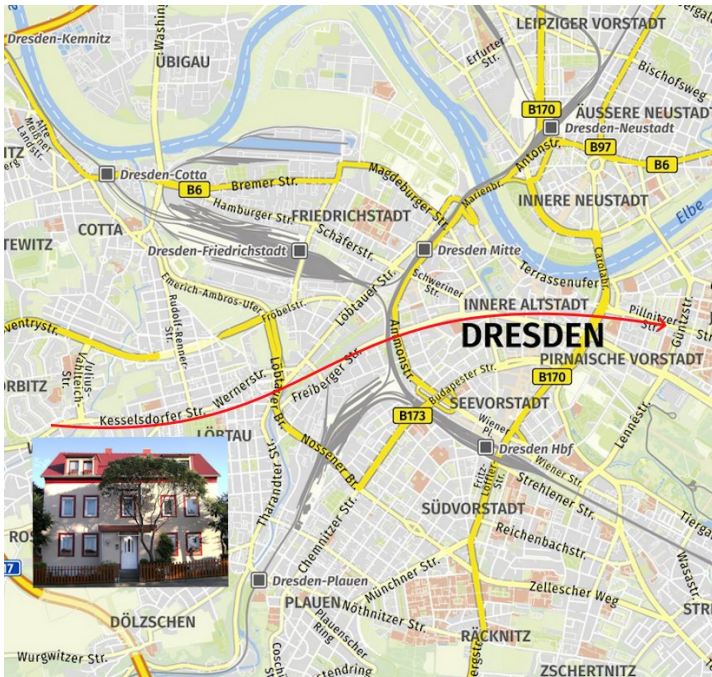 LEIPZIGER VORSTADT
Dresden-Kemnitz
Erfurter
Str.
ÜBIGAU
Bischofsweg
B170
ÄUSSERE NEUSTADT
Alte
Meißner
Landstr.
Dresden-Neustadt
Antonstr.
B97
B6
Dresden-Cotta
B6
Bremer Str.
Magdeburger Str.
Marienbr.
INNERE NEUSTADT
Hamburger Str.
FRIEDRICHSTADT
Elbe
COTTA
Schäferstr.
Carolabr.
Dresden-Friedrichstadt
Dresden Mitte
Terrassenufer
Schweriner
Str.
Emerich-Ambros-Ufer
Fröbelstr.
Löbtauer Str.
INNERE ALTSTADT
Pillnitzer
Str.
Güntzstr.
Rudolf-Renner-
Str.
Ammonstr.
DRESDEN
PIRNAISCHE VORSTADT
Julius-
Vahlteich-
Str.
Wernerstr.
Freiberger Str.
Budapester Str.
B170
Löbtauer Br.
SEEVORSTADT
Kesselsdorfer Str.
B173
Lennéstr.
LÖBTAU
Wiener
Pl.
Dresden Hbf
Wiener Str.
Nossener Br.
Tharandter Str.
Fritz-
Löffler-
Str.
Strehlener Str.
SÜDVORSTADT
Chemnitzer Str.
Reichenbachstr.
Dresden-Plauen
Münchner Str.
Zellescher Weg
Wasastr.
PLAUEN
Nöthnitzer Str.
DÖLZSCHEN
Plauenscher
Ring
RÄCKNITZ
Wurgwitzer Str.
ZSCHERTNITZ